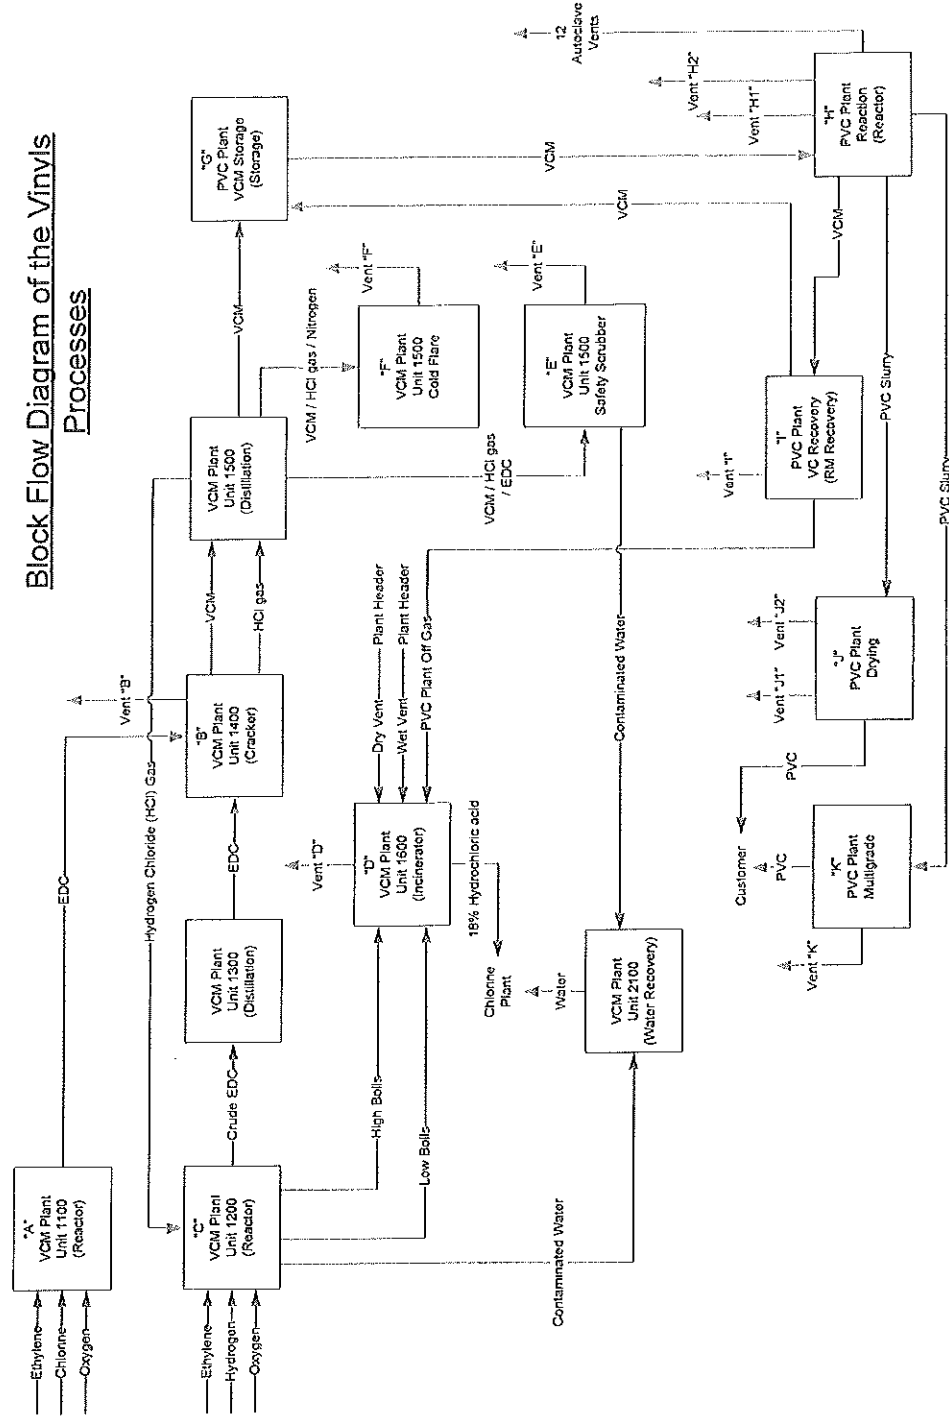 Block Flow Diagram of the Vinyls
Processes
Ethylene
Chlorine
Oxygen
"A"
VCM Plant
Unit 1100
(Reactor)
EDC
Hydrogen Chloride (HCl) Gas
Ethylene
Hydrogen
Oxygen
"C"
VCM Plant
Unit 1200
(Reactor)
Crude EDC
VCM Plant
Unit 1300
(Distillation)
EDC
Vent "B"
"B"
VCM Plant
Unit 1400
(Cracker)
VCM
HCl gas
VCM Plant
Unit 1500
(Distillation)
VCM
"G"
PVC Plant
VCM Storage
(Storage)
VCM / HCl gas / Nitrogen
"F"
VCM Plant
Unit 1500
Cold Flare
Vent "F"
VCM / HCl gas
/ EDC
"E"
VCM Plant
Unit 1500
Safety Scrubber
Vent "E"
High Boils
Low Boils
Vent "D"
"D"
VCM Plant
Unit 1600
(Incinerator)
Dry Vent
Plant Header
Wet Vent
Plant Header
PVC Plant Off Gas
18% Hydrochloric acid
Chlorine
Plant
Contaminated Water
Contaminated Water
Water
VCM Plant
Unit 2100
(Water Recovery)
VCM
VCM
12
Autoclave
Vents
Vent "H2"
Vent "H1"
"H"
PVC Plant
Reaction
(Reactor)
VCM
Vent "I"
"I"
PVC Plant
VC Recovery
(RM Recovery)
PVC Slurry
PVC Slurry
Vent "J1"
Vent "J2"
"J"
PVC Plant
Drying
PVC
Customer
PVC
"K"
PVC Plant
Multigrade
Vent "K"